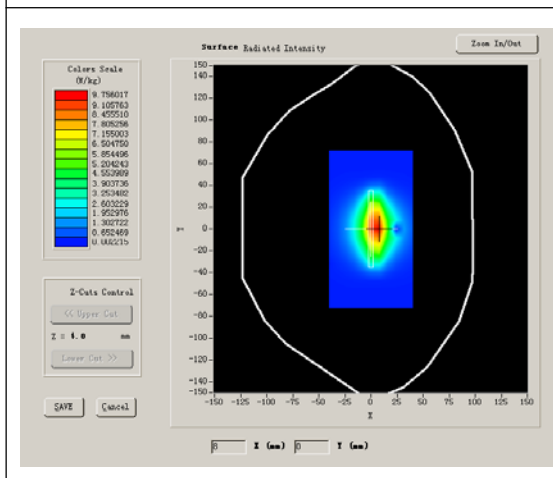 Surface Radiated Intensity
Zoom In/Out
Colors Scale
(W/kg)
9.756017
9.105763
8.455510
7.805256
7.155003
6.504750
5.854496
5.204243
4.553989
3.903736
3.253482
2.603229
1.952976
1.302722
0.652469
0.002215
Z-Cuts Control
<< Upper Cut
Z = 4.0 mm
Lower Cut >>
SAVE
Cancel
150
140
120
100
80
60
40
20
0
-20
-40
-60
-80
-100
-120
-140
-150
Y
-150 -125 -100 -75 -50 -25 0 25 50 75 100 125 150
X
8 X (mm) 0 Y (mm)